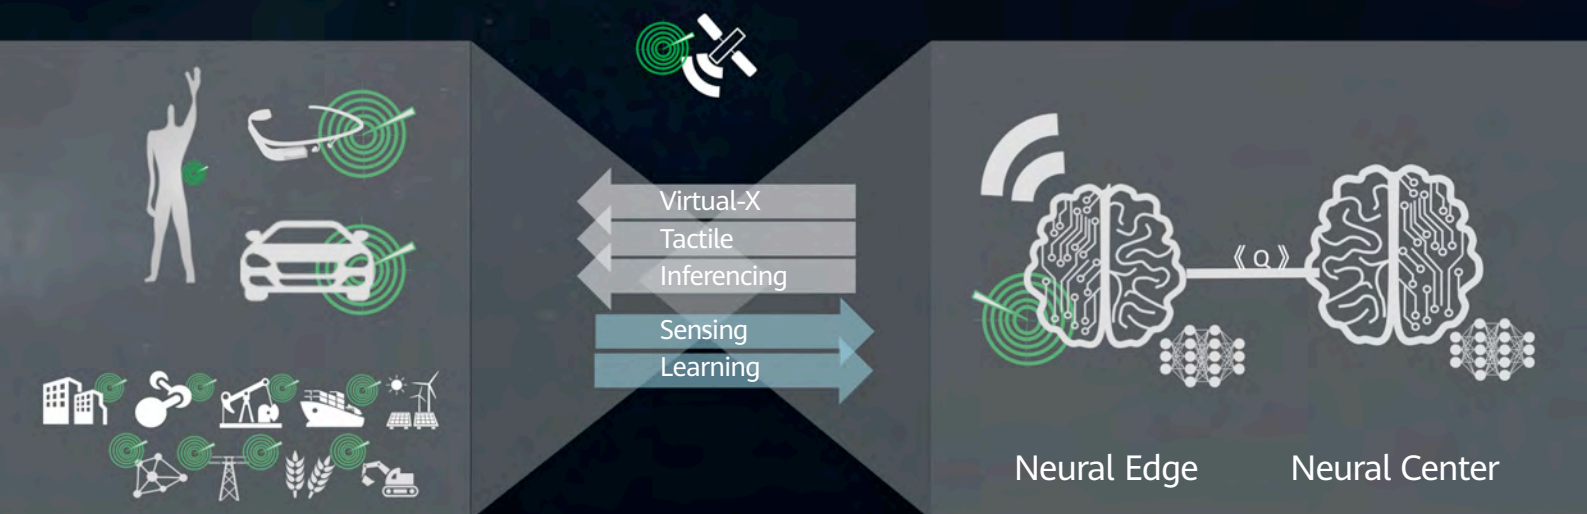 Virtual-X
Tactile
Inferencing
Sensing
Learning
《Q》
Neural Edge
Neural Center